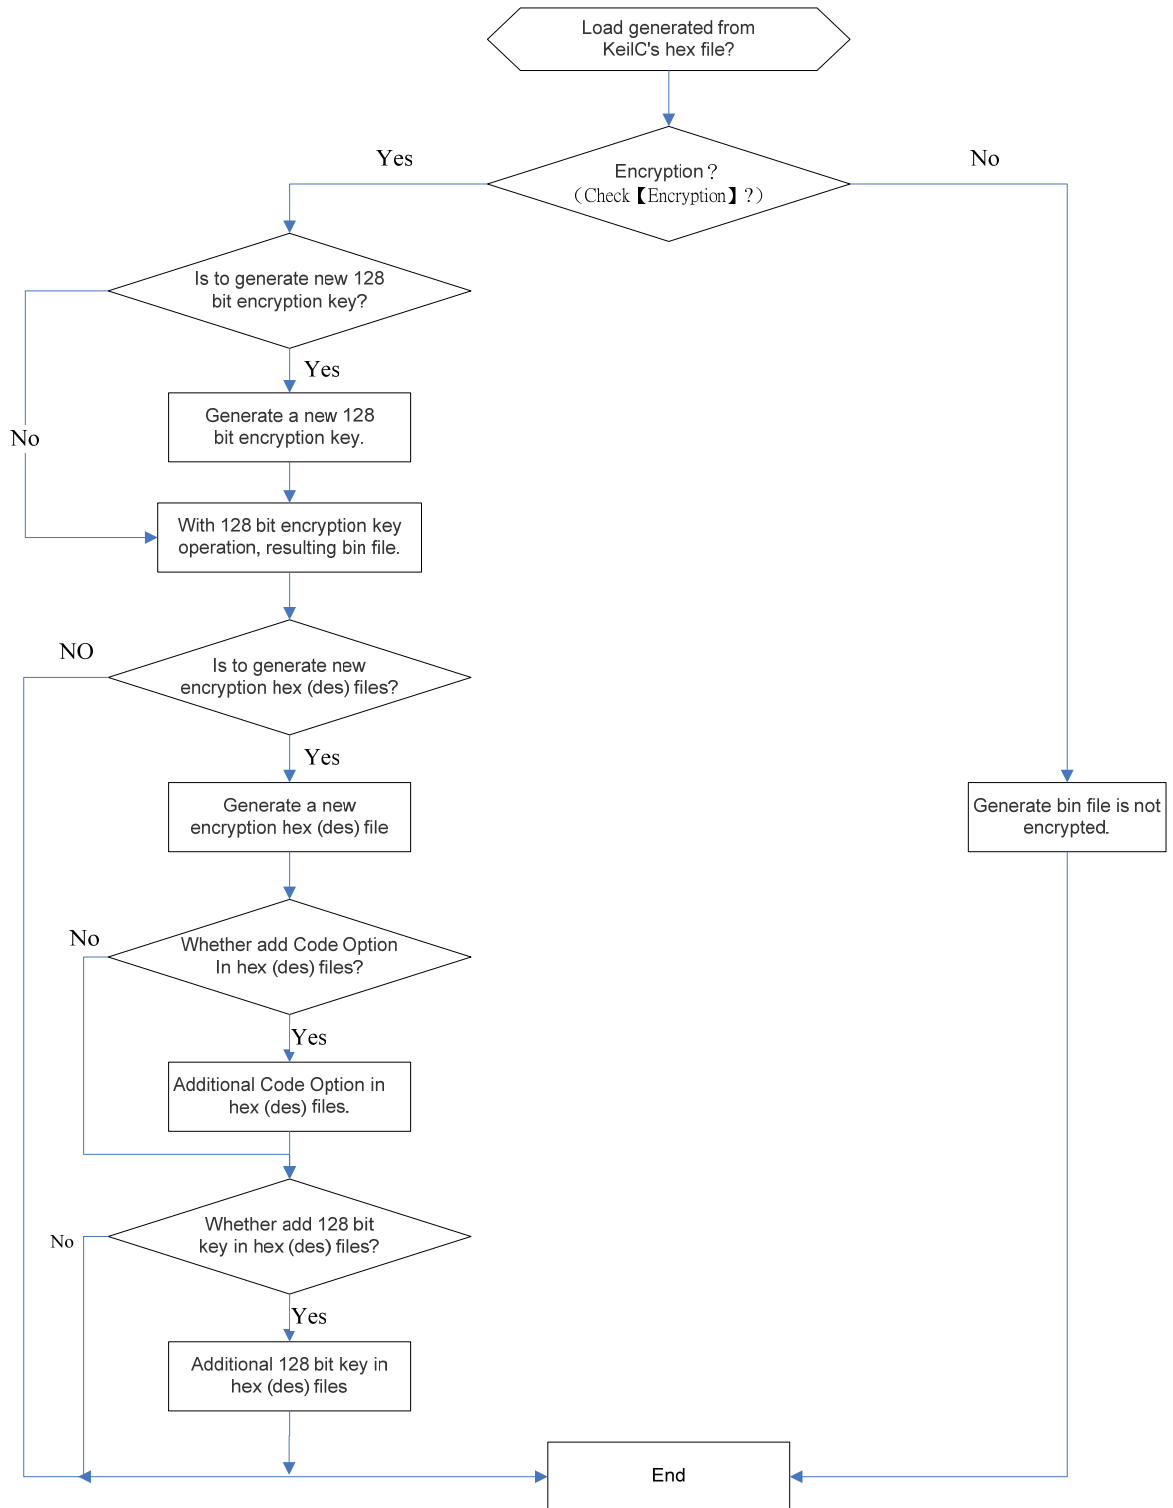 Load generated from
KeilC's hex file?
Yes
No
Encryption？
（Check【Encryption】？）
Is to generate new 128
bit encryption key?
Yes
Generate a new 128
bit encryption key.
No
With 128 bit encryption key
operation, resulting bin file.
NO
Is to generate new
encryption hex (des) files?
Yes
Generate a new
encryption hex (des) file
Generate bin file is not
encrypted.
No
Whether add Code Option
In hex (des) files?
Yes
Additional Code Option in
hex (des) files.
No
Whether add 128 bit
key in hex (des) files?
Yes
Additional 128 bit key in
hex (des) files
End